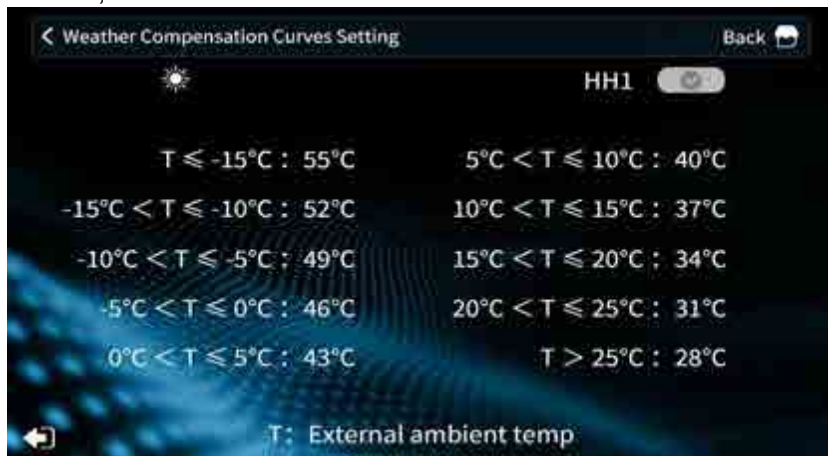 Weather Compensation Curves Setting Back
HH1
T ⩽ -15°C : 55°C 5°C < T ⩽ 10°C : 40°C
-15°C < T ⩽ -10°C : 52°C 10°C < T ⩽ 15°C : 37°C
-10°C < T ⩽ -5°C : 49°C 15°C < T ⩽ 20°C : 34°C
-5°C < T ⩽ 0°C : 46°C 20°C < T ⩽ 25°C : 31°C
0°C < T ⩽ 5°C : 43°C T > 25°C : 28°C
T: External ambient temp